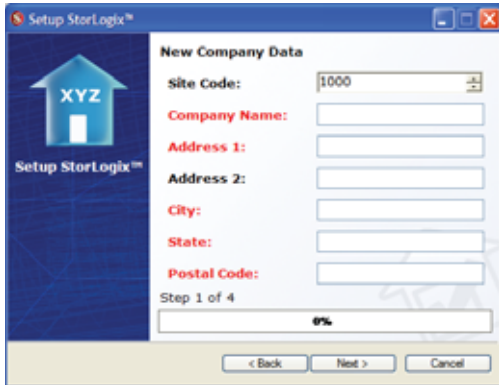 Setup StorLogix™
New Company Data
Site Code: 1000
XYZ
Company Name:
Address 1:
Setup StorLogix™
Address 2:
City:
State:
Postal Code:
Step 1 of 4
0%
< Back Next > Cancel